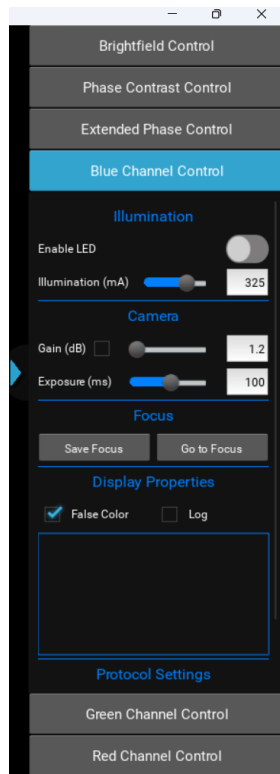 Brightfield Control
Phase Contrast Control
Extended Phase Control
Blue Channel Control
Illumination
Enable LED
Illumination (mA) 325
Camera
Gain (dB) 1.2
Exposure (ms) 100
Focus
Save Focus Go to Focus
Display Properties
False Color Log
Protocol Settings
Green Channel Control
Red Channel Control